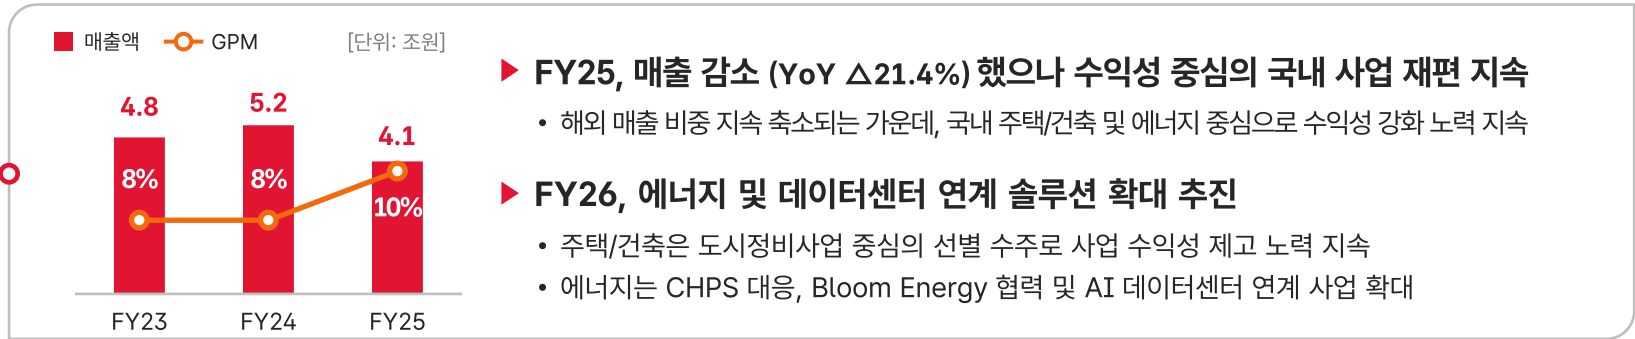 매출액 GPM [단위: 조원]
4.8 5.2 4.1
8% 8% 10%
FY23 FY24 FY25
▶ FY25, 매출 감소 (YoY △21.4%) 했으나 수익성 중심의 국내 사업 재편 지속
• 해외 매출 비중 지속 축소되는 가운데, 국내 주택/건축 및 에너지 중심으로 수익성 강화 노력 지속
▶ FY26, 에너지 및 데이터센터 연계 솔루션 확대 추진
• 주택/건축은 도시정비사업 중심의 선별 수주로 사업 수익성 제고 노력 지속
• 에너지는 CHPS 대응, Bloom Energy 협력 및 AI 데이터센터 연계 사업 확대